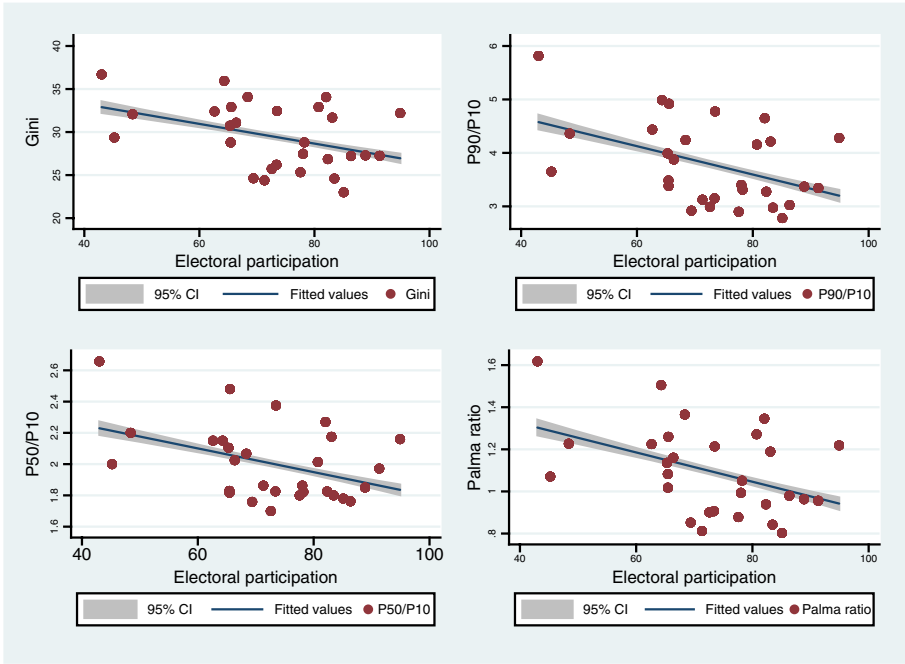 Gini
40
35
30
25
20
40 60 80 100
Electoral participation
95% CI Fitted values Gini
P90/P10
6
5
4
3
40 60 80 100
Electoral participation
95% CI Fitted values P90/P10
P50/P10
2.6
2.4
2.2
2
1.8
1.6
40 60 80 100
Electoral participation
95% CI Fitted values P50/P10
Palma ratio
1.6
1.4
1.2
1
.8
40 60 80 100
Electoral participation
95% CI Fitted values Palma ratio